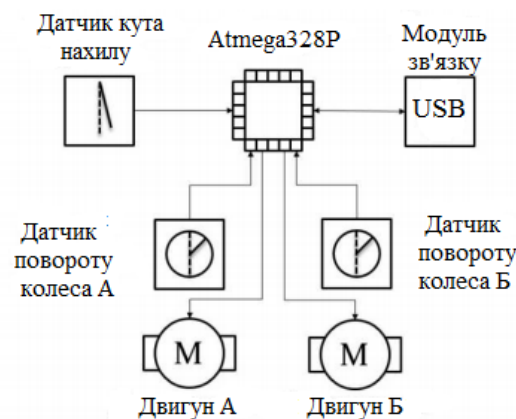 Датчик кута
нахилу
Atmega328P
Модуль
зв'язку
USB
Датчик
повороту
колеса А
Датчик
повороту
колеса Б
М
Двигун А
М
Двигун Б